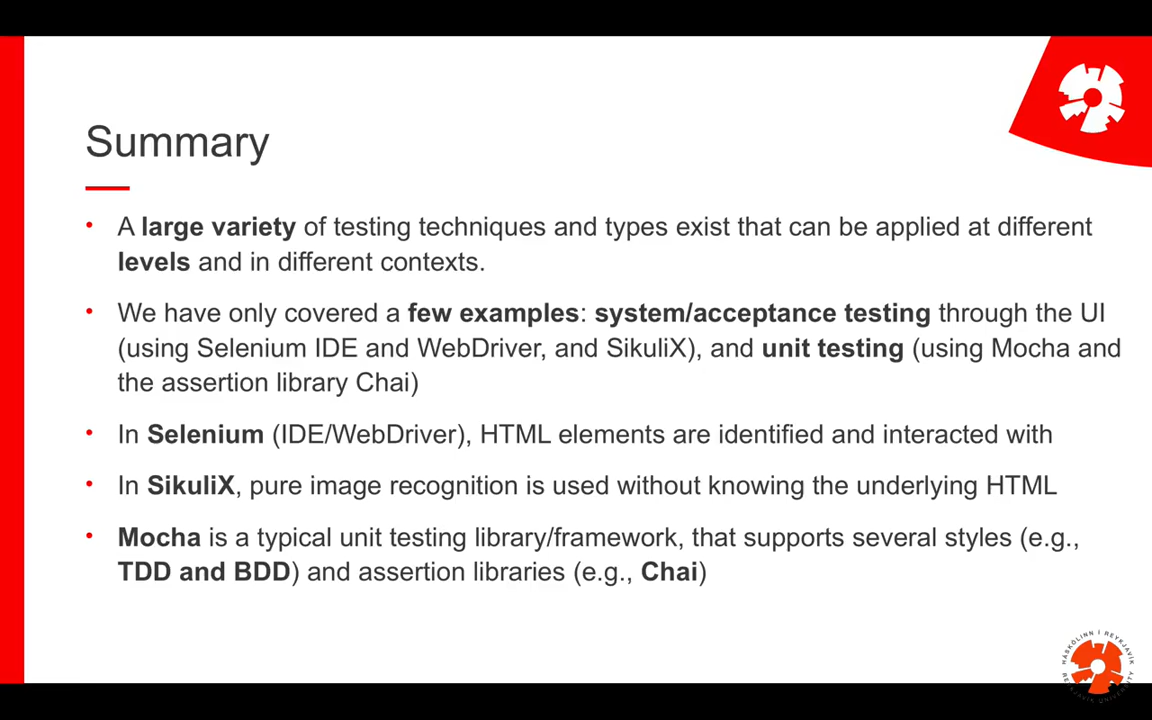 Summary
• A large variety of testing techniques and types exist that can be applied at different
levels and in different contexts.
• We have only covered a few examples: system/acceptance testing through the UI
(using Selenium IDE and WebDriver, and SikuliX), and unit testing (using Mocha and
the assertion library Chai)
• In Selenium (IDE/WebDriver), HTML elements are identified and interacted with
• In SikuliX, pure image recognition is used without knowing the underlying HTML
• Mocha is a typical unit testing library/framework, that supports several styles (e.g.,
TDD and BDD) and assertion libraries (e.g., Chai)
HÁSKÓLINN Í REYKJAVÍK
REYKJAVIK UNIVERSITY